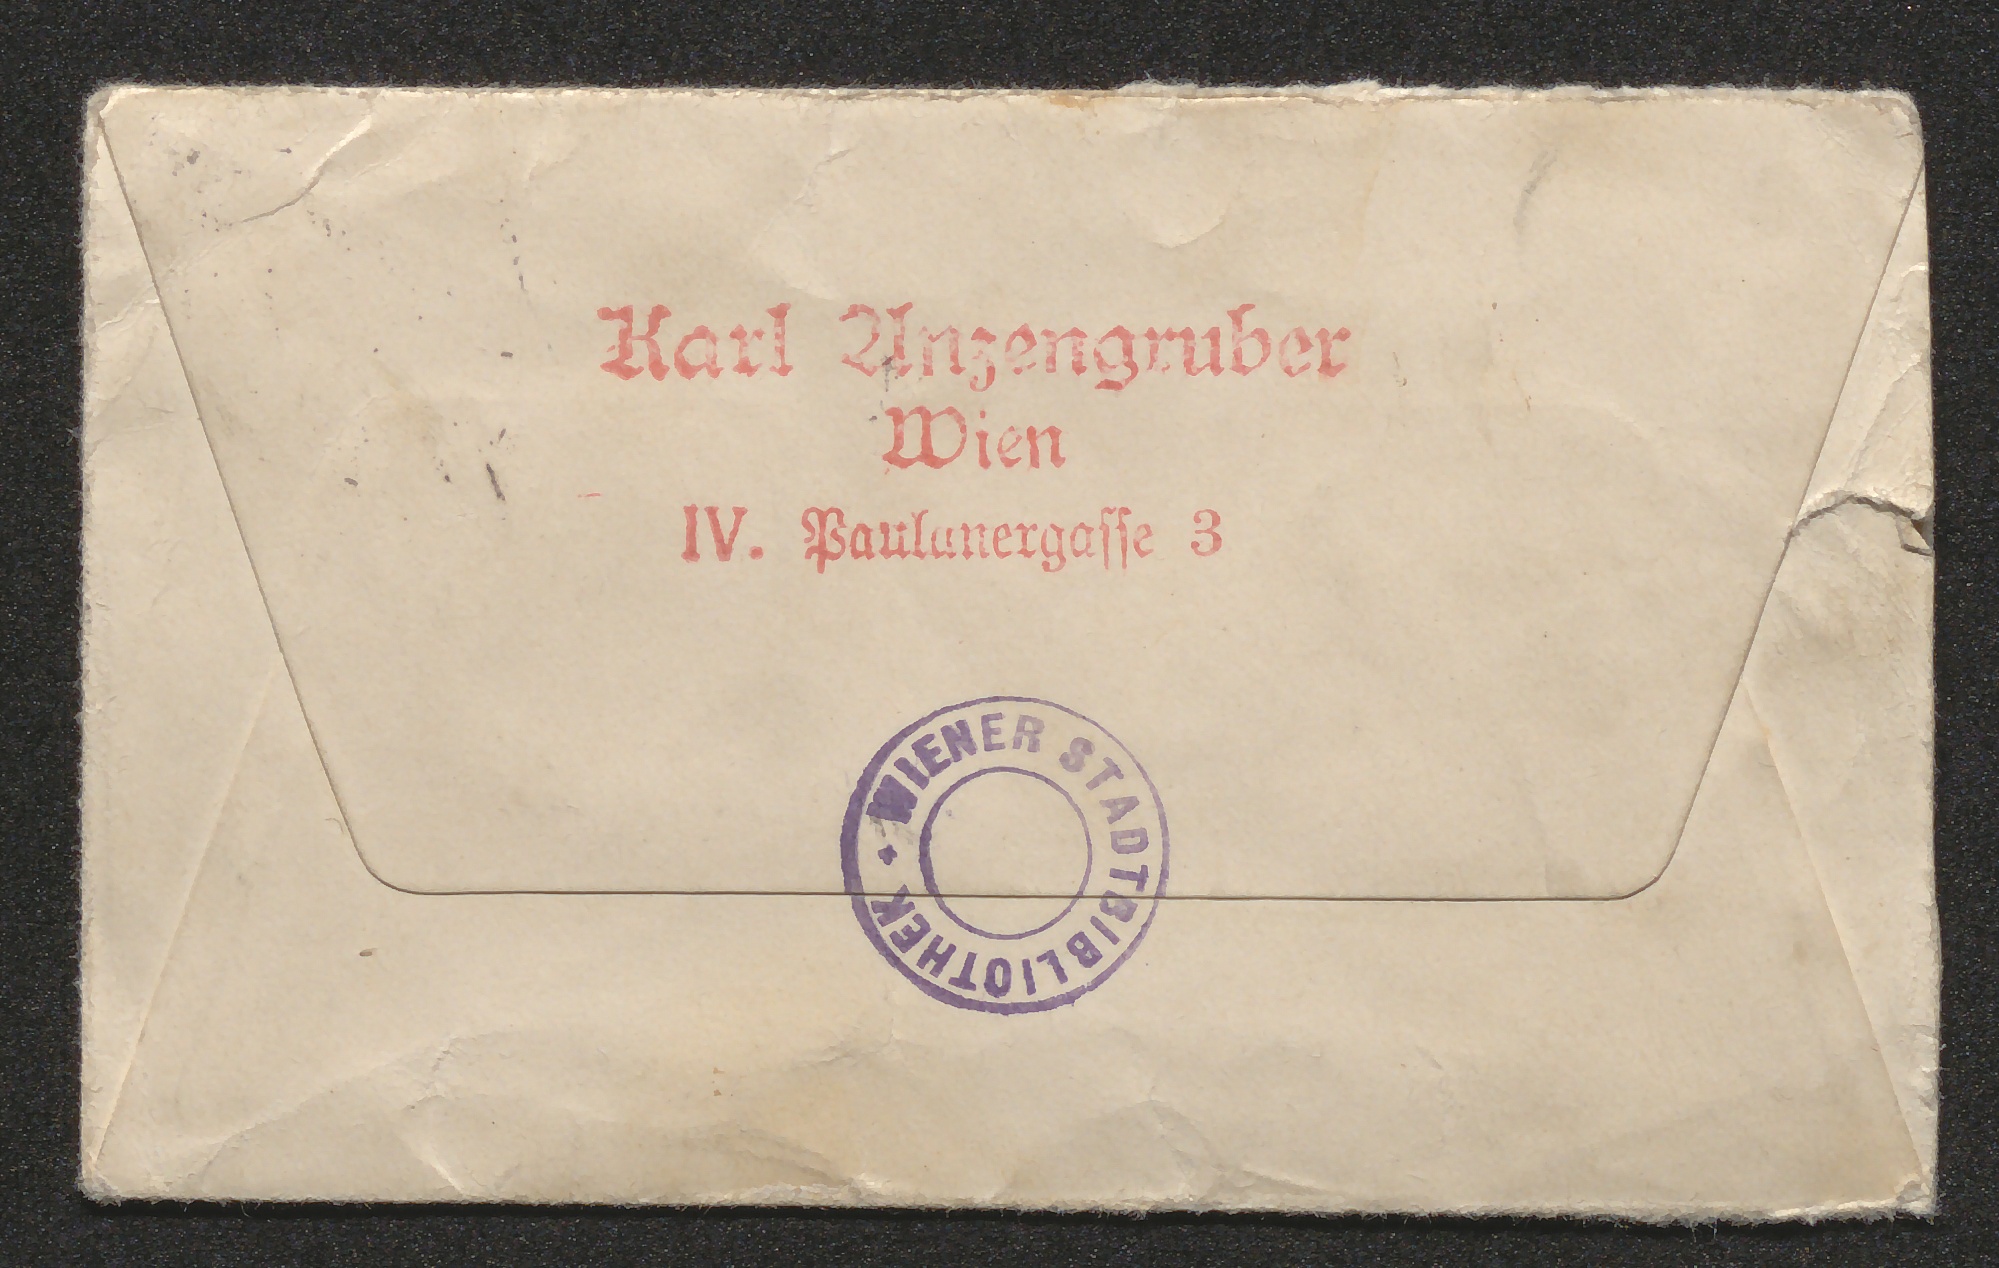 Karl Anzengruber
Wien
IV. Paulanergasse 3
WIENER STADTBIBLIOTHEK